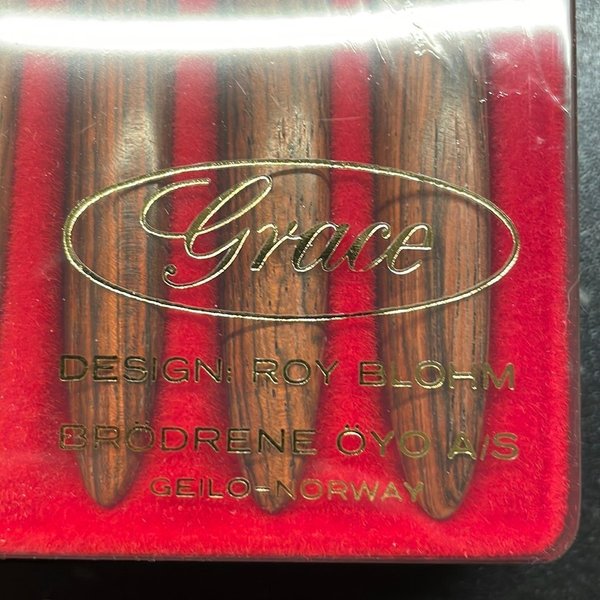 Grace
DESIGN: ROY BLOHM
BRÖDRENE ÖYO A/S
GEILO-NORWAY